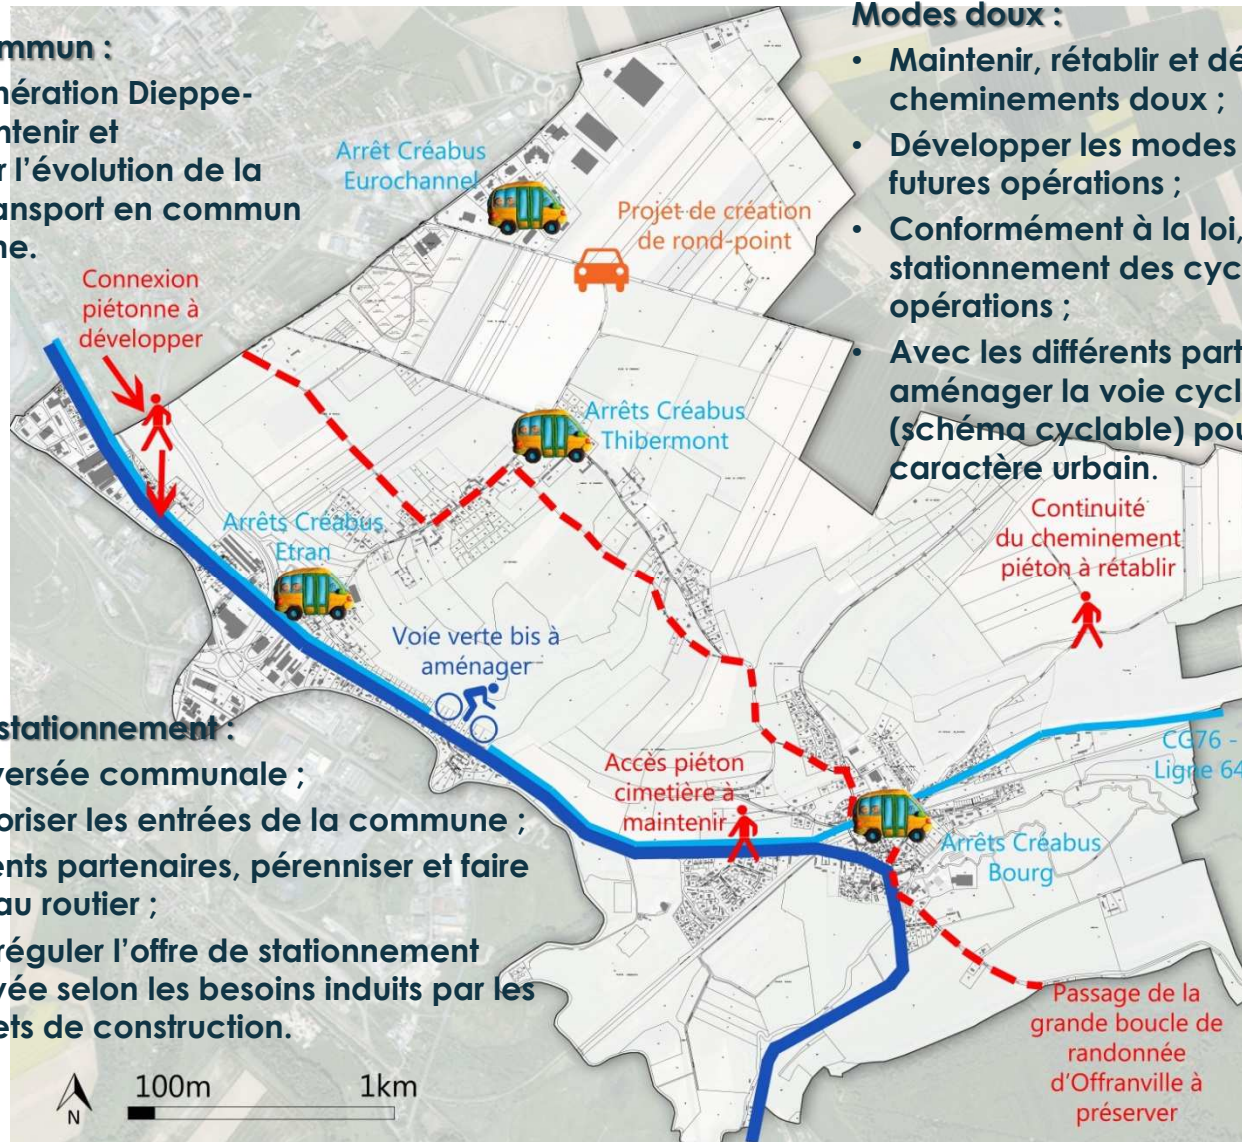 mmun :
nération Dieppe-
ntenir et
r l'évolution de la
ansport en commun
ne.
Modes doux :
• Maintenir, rétablir et dé
cheminements doux ;
• Développer les modes
futures opérations ;
• Conformément à la loi,
stationnement des cyc
opérations ;
• Avec les différents part
aménager la voie cycl
(schéma cyclable) pou
caractère urbain.
Arrêt Créabus
Eurochannel
Projet de création
de rond-point
Connexion
piétonne à
développer
Arrêts Créabus
Thibermont
Arrêts Créabus
Etran
Continuité
du cheminement
piéton à rétablir
Voie verte bis à
aménager
stationnement :
versée communale ;
oriser les entrées de la commune ;
ents partenaires, pérenniser et faire
au routier ;
réguler l'offre de stationnement
vée selon les besoins induits par les
ets de construction.
Accès piéton
cimetière à
maintenir
CG76 -
Ligne 64
Arrêts Créabus
Bourg
Passage de la
grande boucle de
randonnée
d'Offranville à
préserver
N
100m 1km